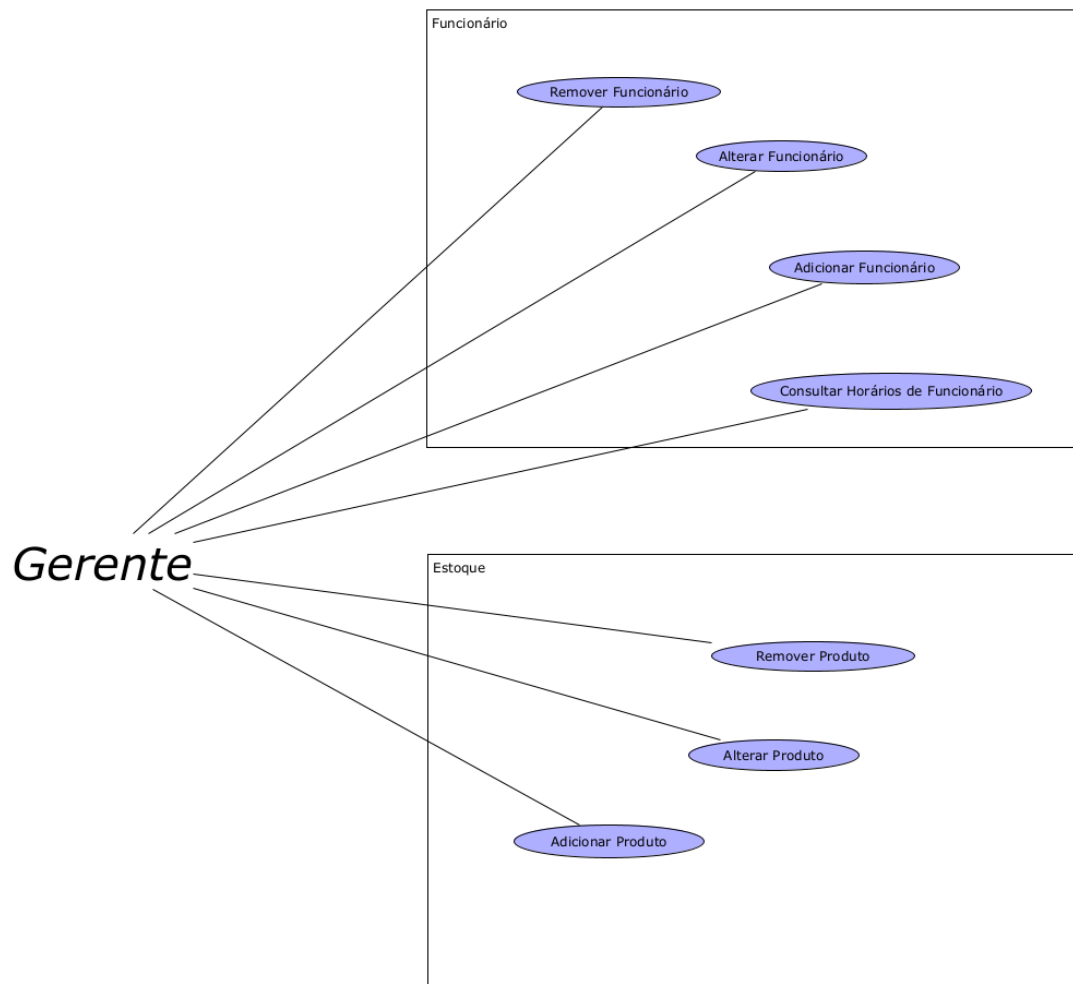 Funcionário
Remover Funcionário
Alterar Funcionário
Adicionar Funcionário
Consultar Horários de Funcionário
Gerente
Estoque
Remover Produto
Alterar Produto
Adicionar Produto